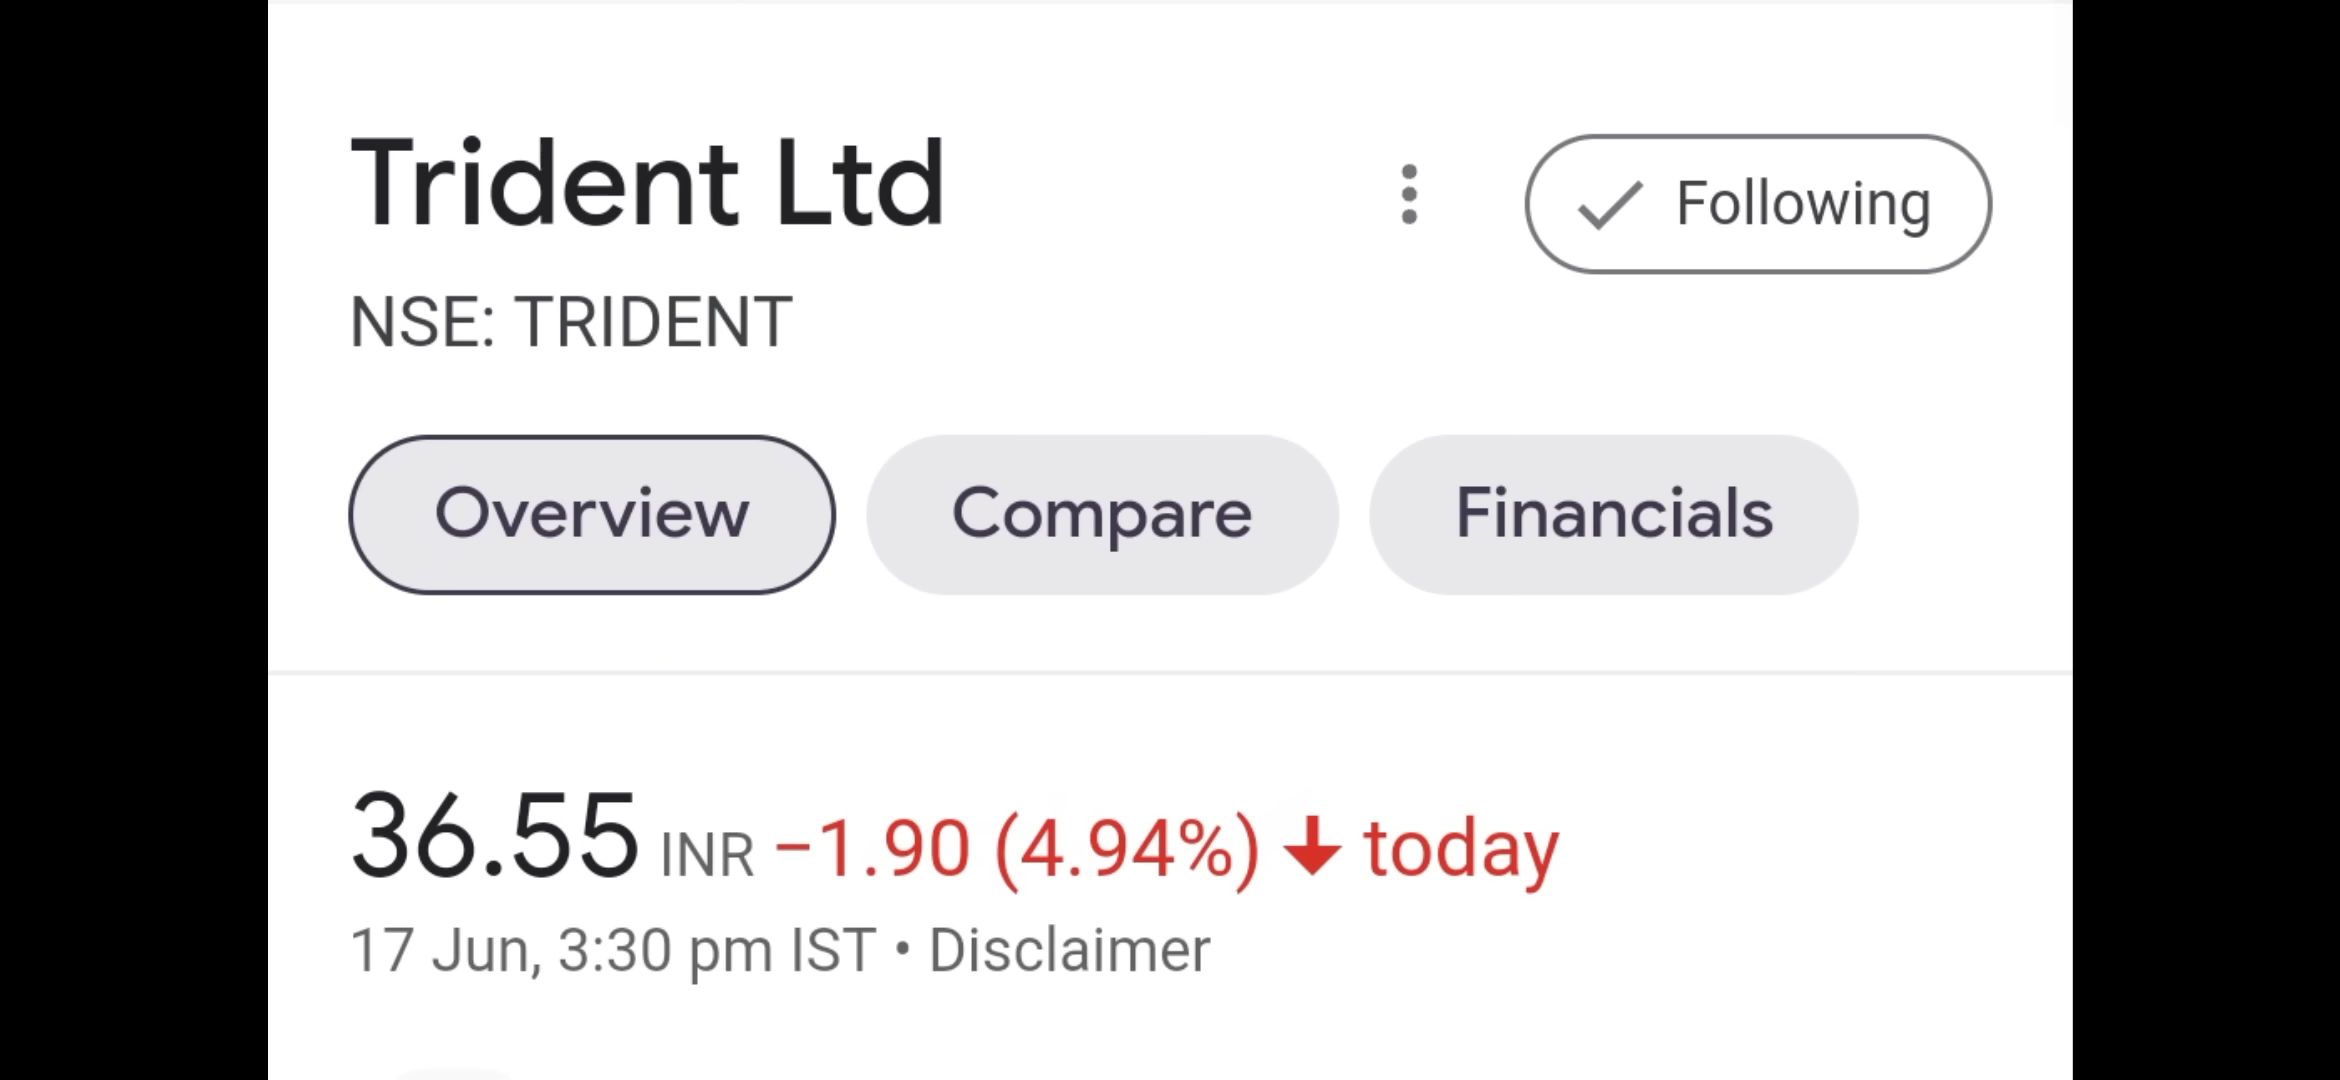 Trident Ltd
Following
NSE: TRIDENT
Overview Compare Financials
36.55 INR −1.90 (4.94%) ↓ today
17 Jun, 3:30 pm IST • Disclaimer